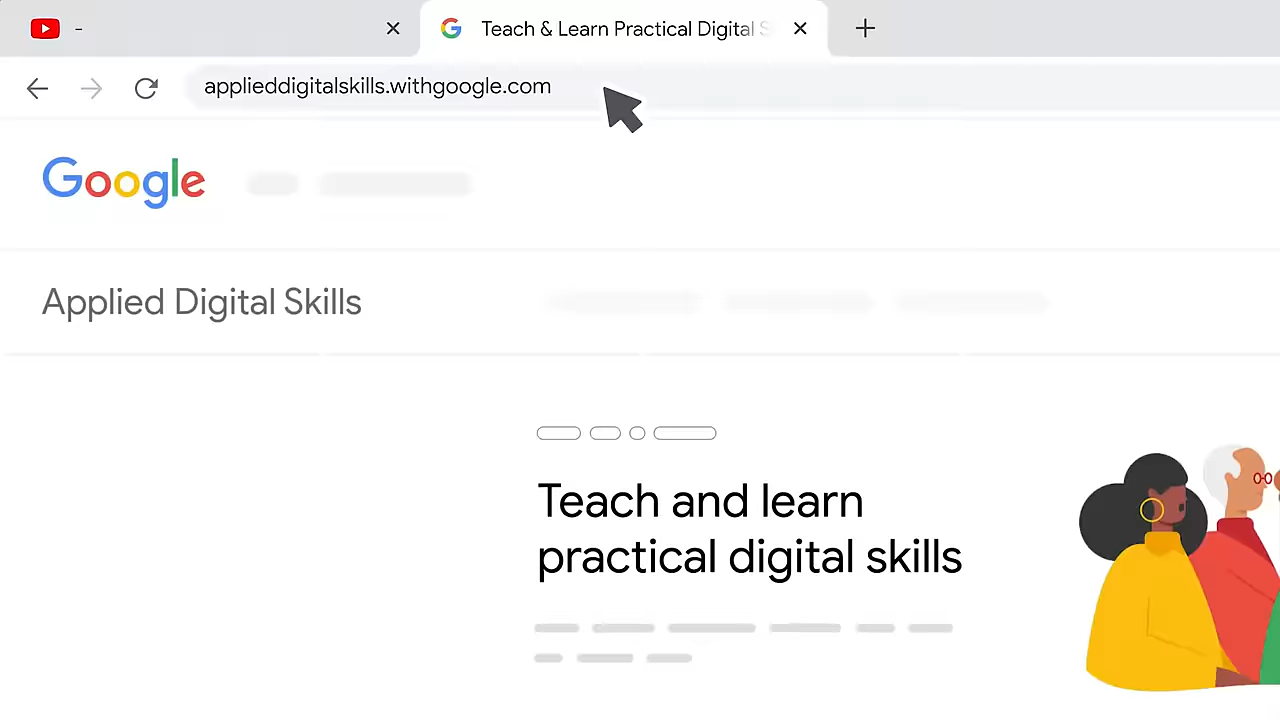 -
Teach & Learn Practical Digital S
applieddigitalskills.withgoogle.com
Google
Applied Digital Skills
Teach and learn
practical digital skills